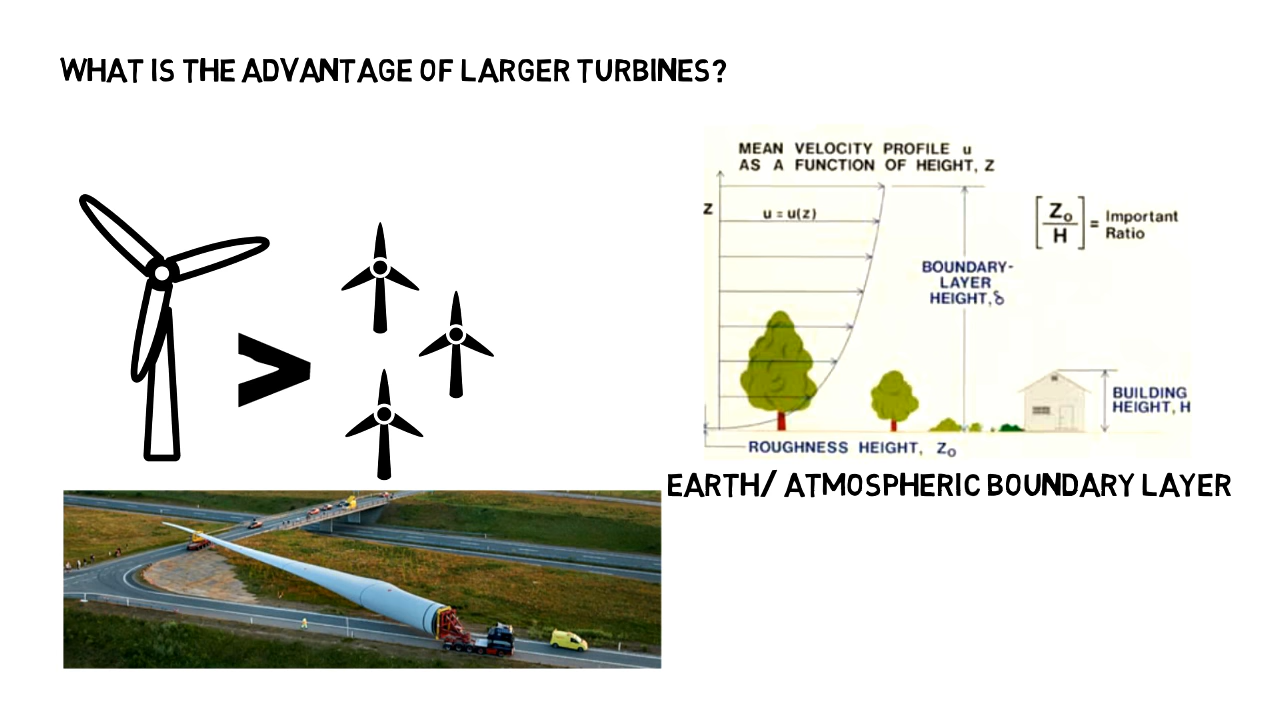 WHAT IS THE ADVANTAGE OF LARGER TURBINES?
>
MEAN VELOCITY PROFILE u
AS A FUNCTION OF HEIGHT, Z
Z
u = u(z)
BOUNDARY-
LAYER
HEIGHT, δ
[Zo/H] = Important
Ratio
BUILDING
HEIGHT, H
ROUGHNESS HEIGHT, Zo
EARTH/ ATMOSPHERIC BOUNDARY LAYER